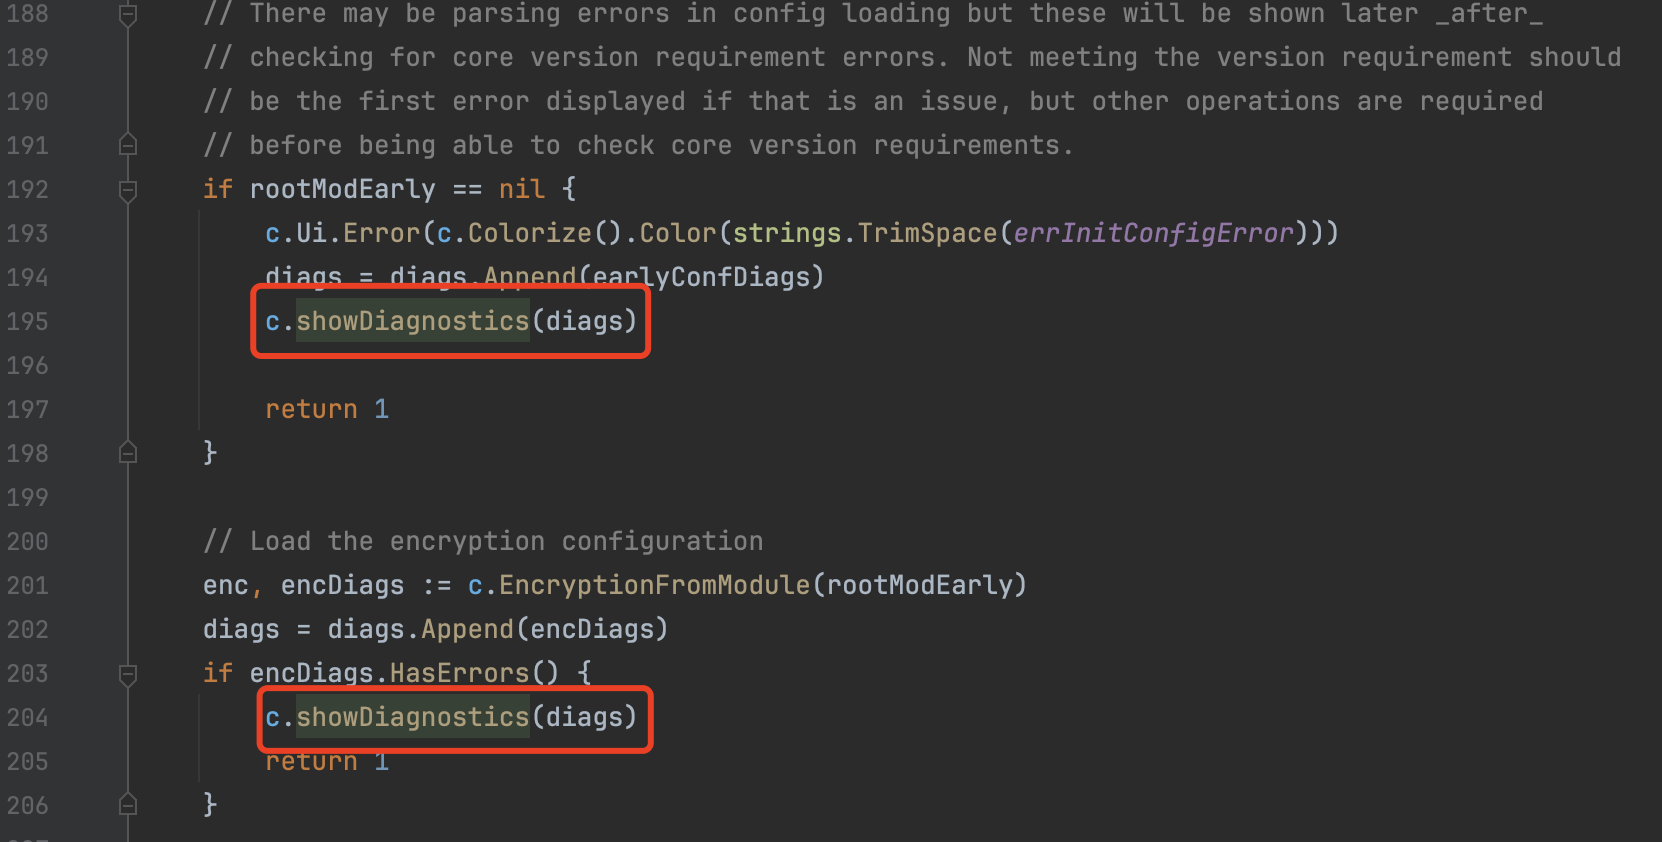 188 // There may be parsing errors in config loading but these will be shown later _after_
189 // checking for core version requirement errors. Not meeting the version requirement should
190 // be the first error displayed if that is an issue, but other operations are required
191 // before being able to check core version requirements.
192 if rootModEarly == nil {
193 c.Ui.Error(c.Colorize().Color(strings.TrimSpace(errInitConfigError)))
194 diags = diags.Append(earlyConfDiags)
195 c.showDiagnostics(diags)
196
197 return 1
198 }
199
200 // Load the encryption configuration
201 enc, encDiags := c.EncryptionFromModule(rootModEarly)
202 diags = diags.Append(encDiags)
203 if encDiags.HasErrors() {
204 c.showDiagnostics(diags)
205 return 1
206 }